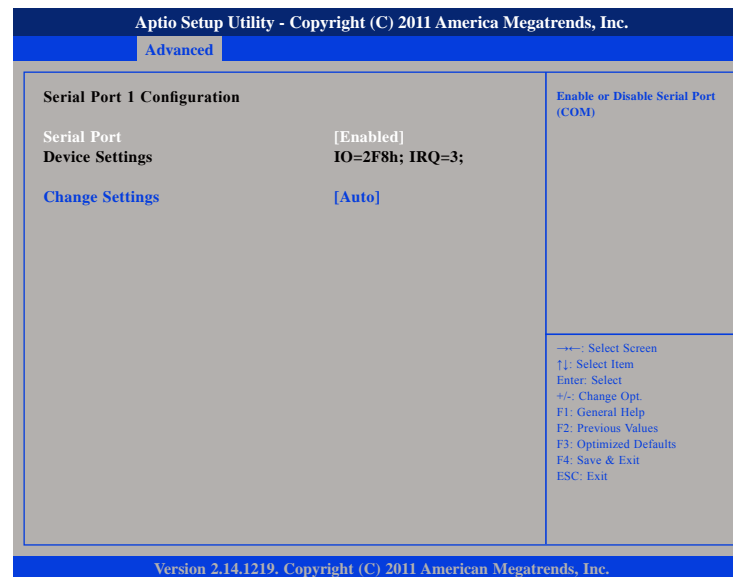 Aptio Setup Utility - Copyright (C) 2011 America Megatrends, Inc.
Advanced
Serial Port 1 Configuration
Serial Port [Enabled]
Device Settings IO=2F8h; IRQ=3;
Change Settings [Auto]
Enable or Disable Serial Port
(COM)
→←: Select Screen
↑↓: Select Item
Enter: Select
+/-: Change Opt.
F1: General Help
F2: Previous Values
F3: Optimized Defaults
F4: Save & Exit
ESC: Exit
Version 2.14.1219. Copyright (C) 2011 American Megatrends, Inc.